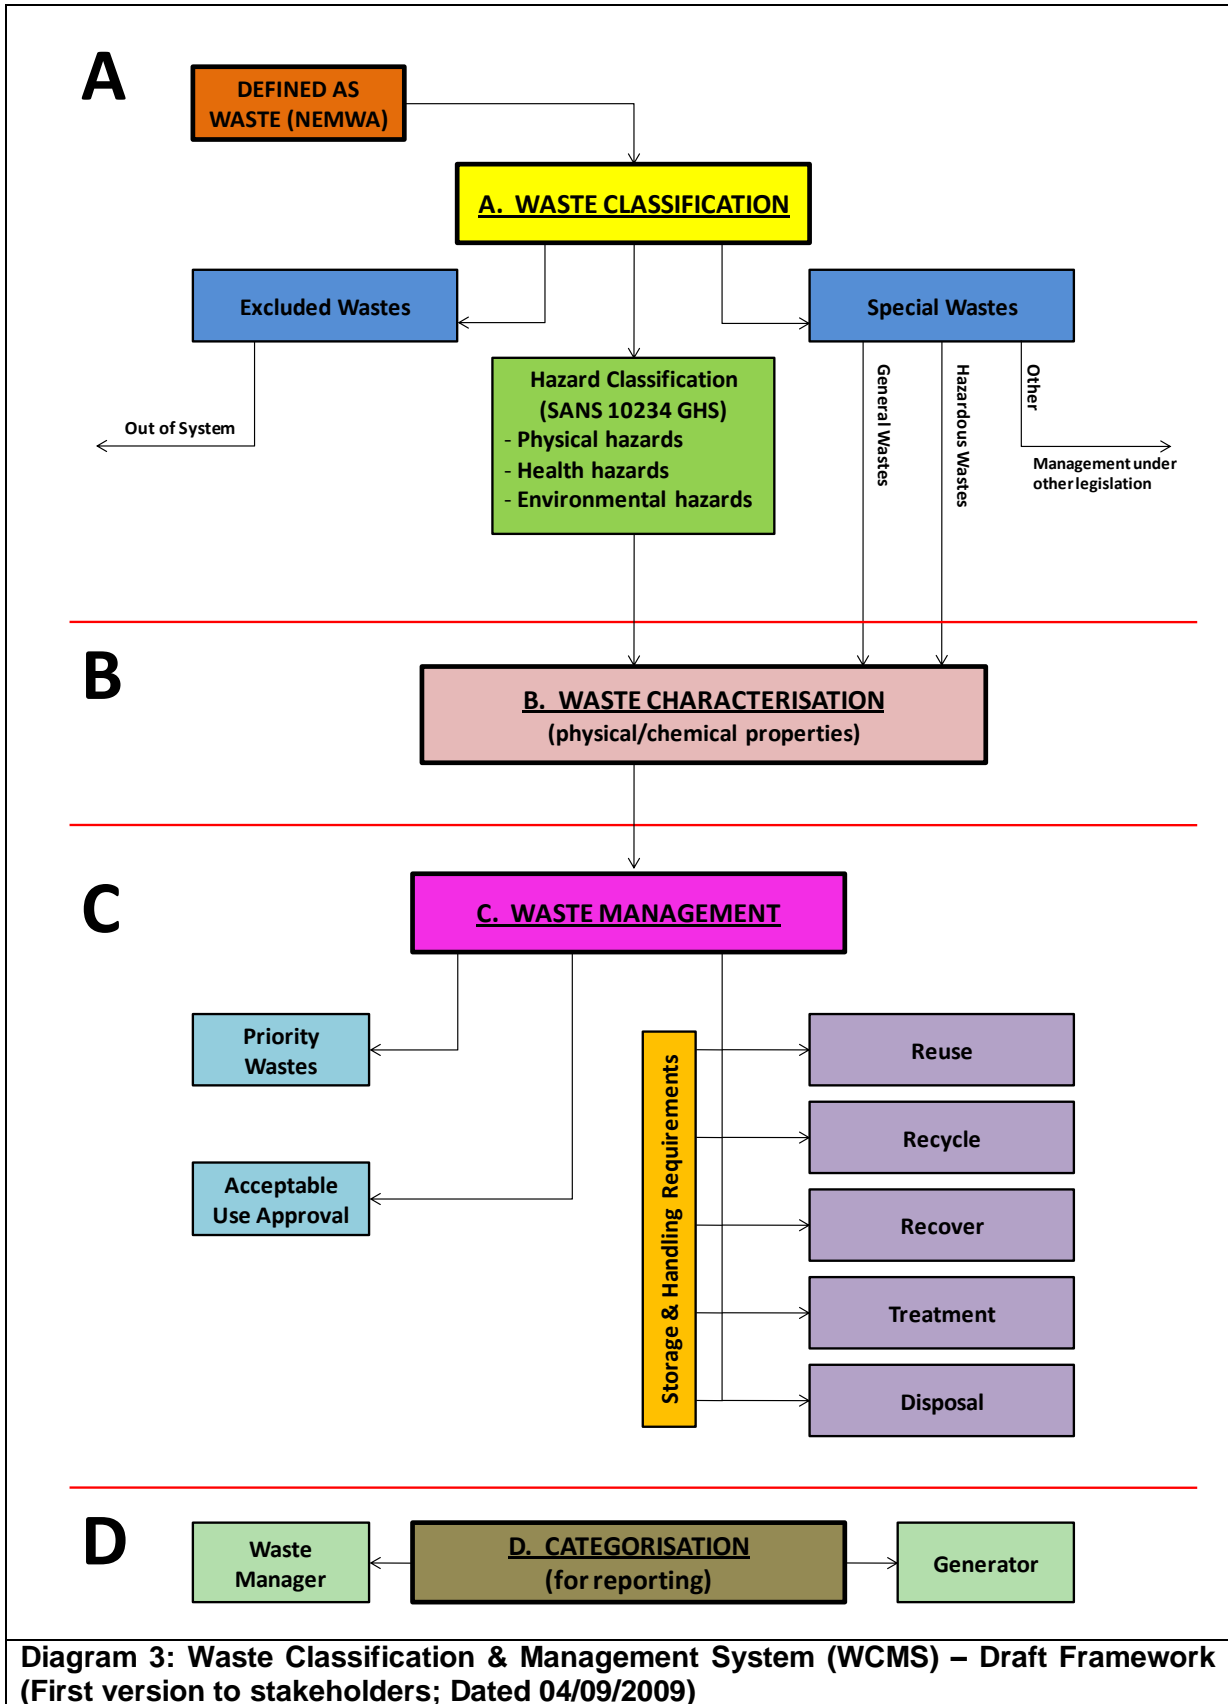 A
DEFINED AS
WASTE (NEMWA)
A. WASTE CLASSIFICATION
Excluded Wastes
Special Wastes
Hazard Classification
(SANS 10234 GHS)
- Physical hazards
- Health hazards
- Environmental hazards
Out of System
General Wastes
Hazardous Wastes
Other
Management under
other legislation
B
B. WASTE CHARACTERISATION
(physical/chemical properties)
C
C. WASTE MANAGEMENT
Priority
Wastes
Acceptable
Use Approval
Storage & Handling Requirements
Reuse
Recycle
Recover
Treatment
Disposal
D
Waste
Manager
D. CATEGORISATION
(for reporting)
Generator
Diagram 3: Waste Classification & Management System (WCMS) – Draft Framework
(First version to stakeholders; Dated 04/09/2009)